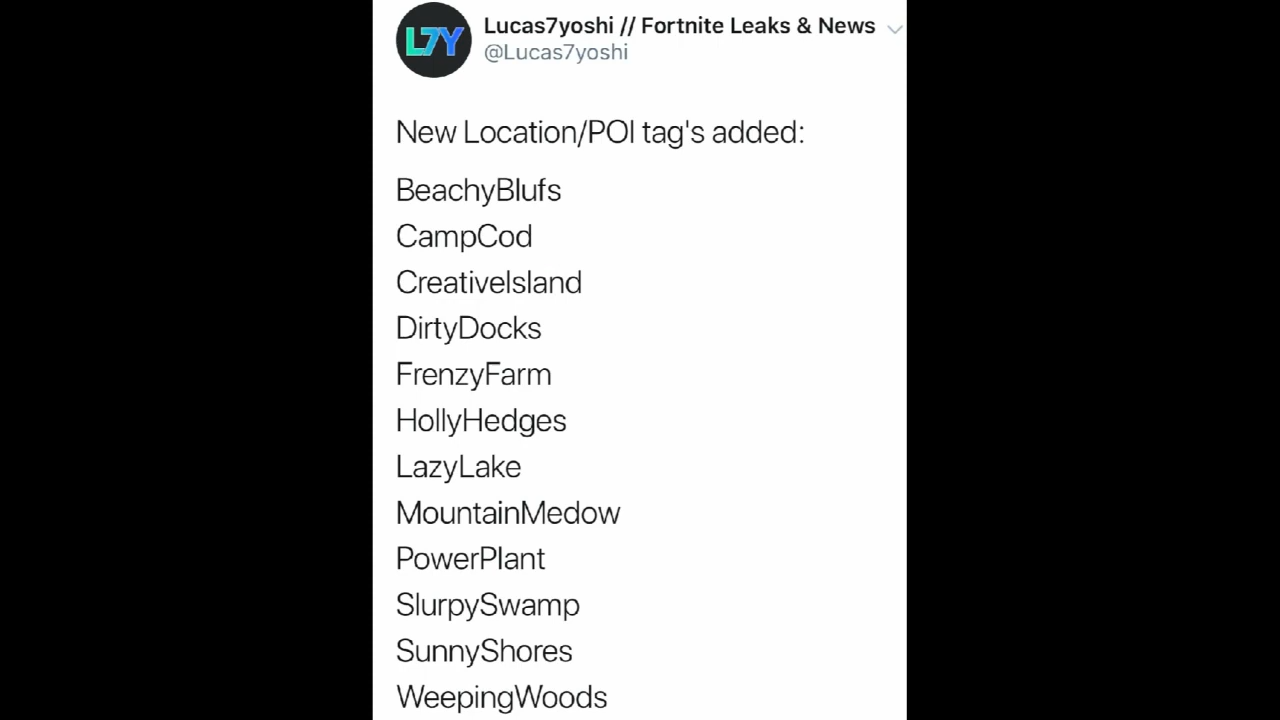 L7Y
Lucas7yoshi // Fortnite Leaks & News
@Lucas7yoshi
New Location/POI tag's added:
BeachyBlufs
CampCod
CreativeIsland
DirtyDocks
FrenzyFarm
HollyHedges
LazyLake
MountainMedow
PowerPlant
SlurpySwamp
SunnyShores
WeepingWoods